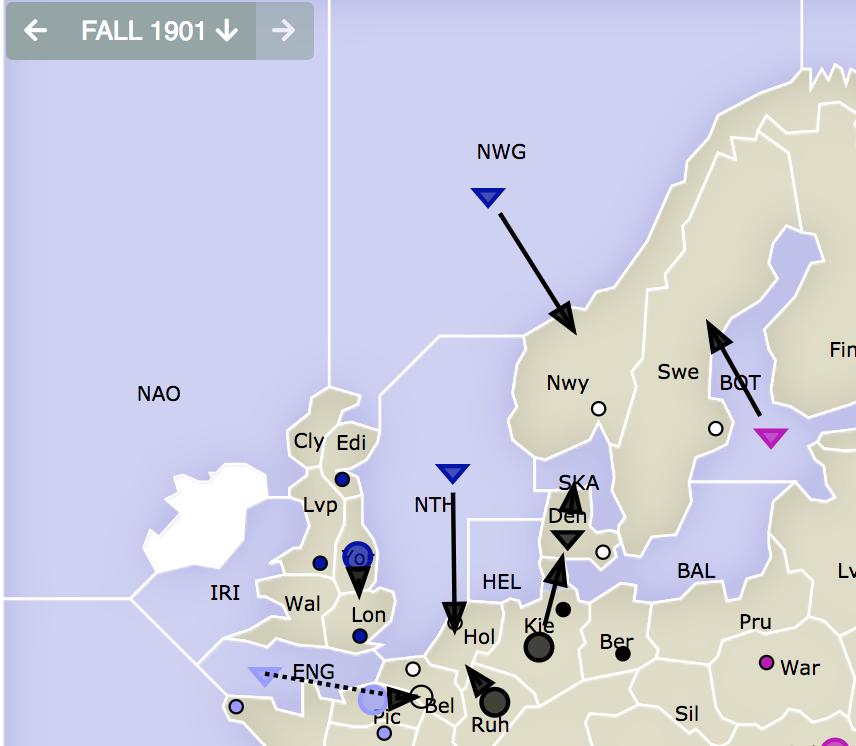 FALL 1901
NWG
NAO
Nwy
Swe
BOT
Fin
Cly
Edi
Lvp
NTH
SKA
Den
Yor
IRI
Wal
Lon
HEL
BAL
Lv
Hol
Kie
Ber
Pru
War
ENG
Bel
Pic
Ruh
Sil